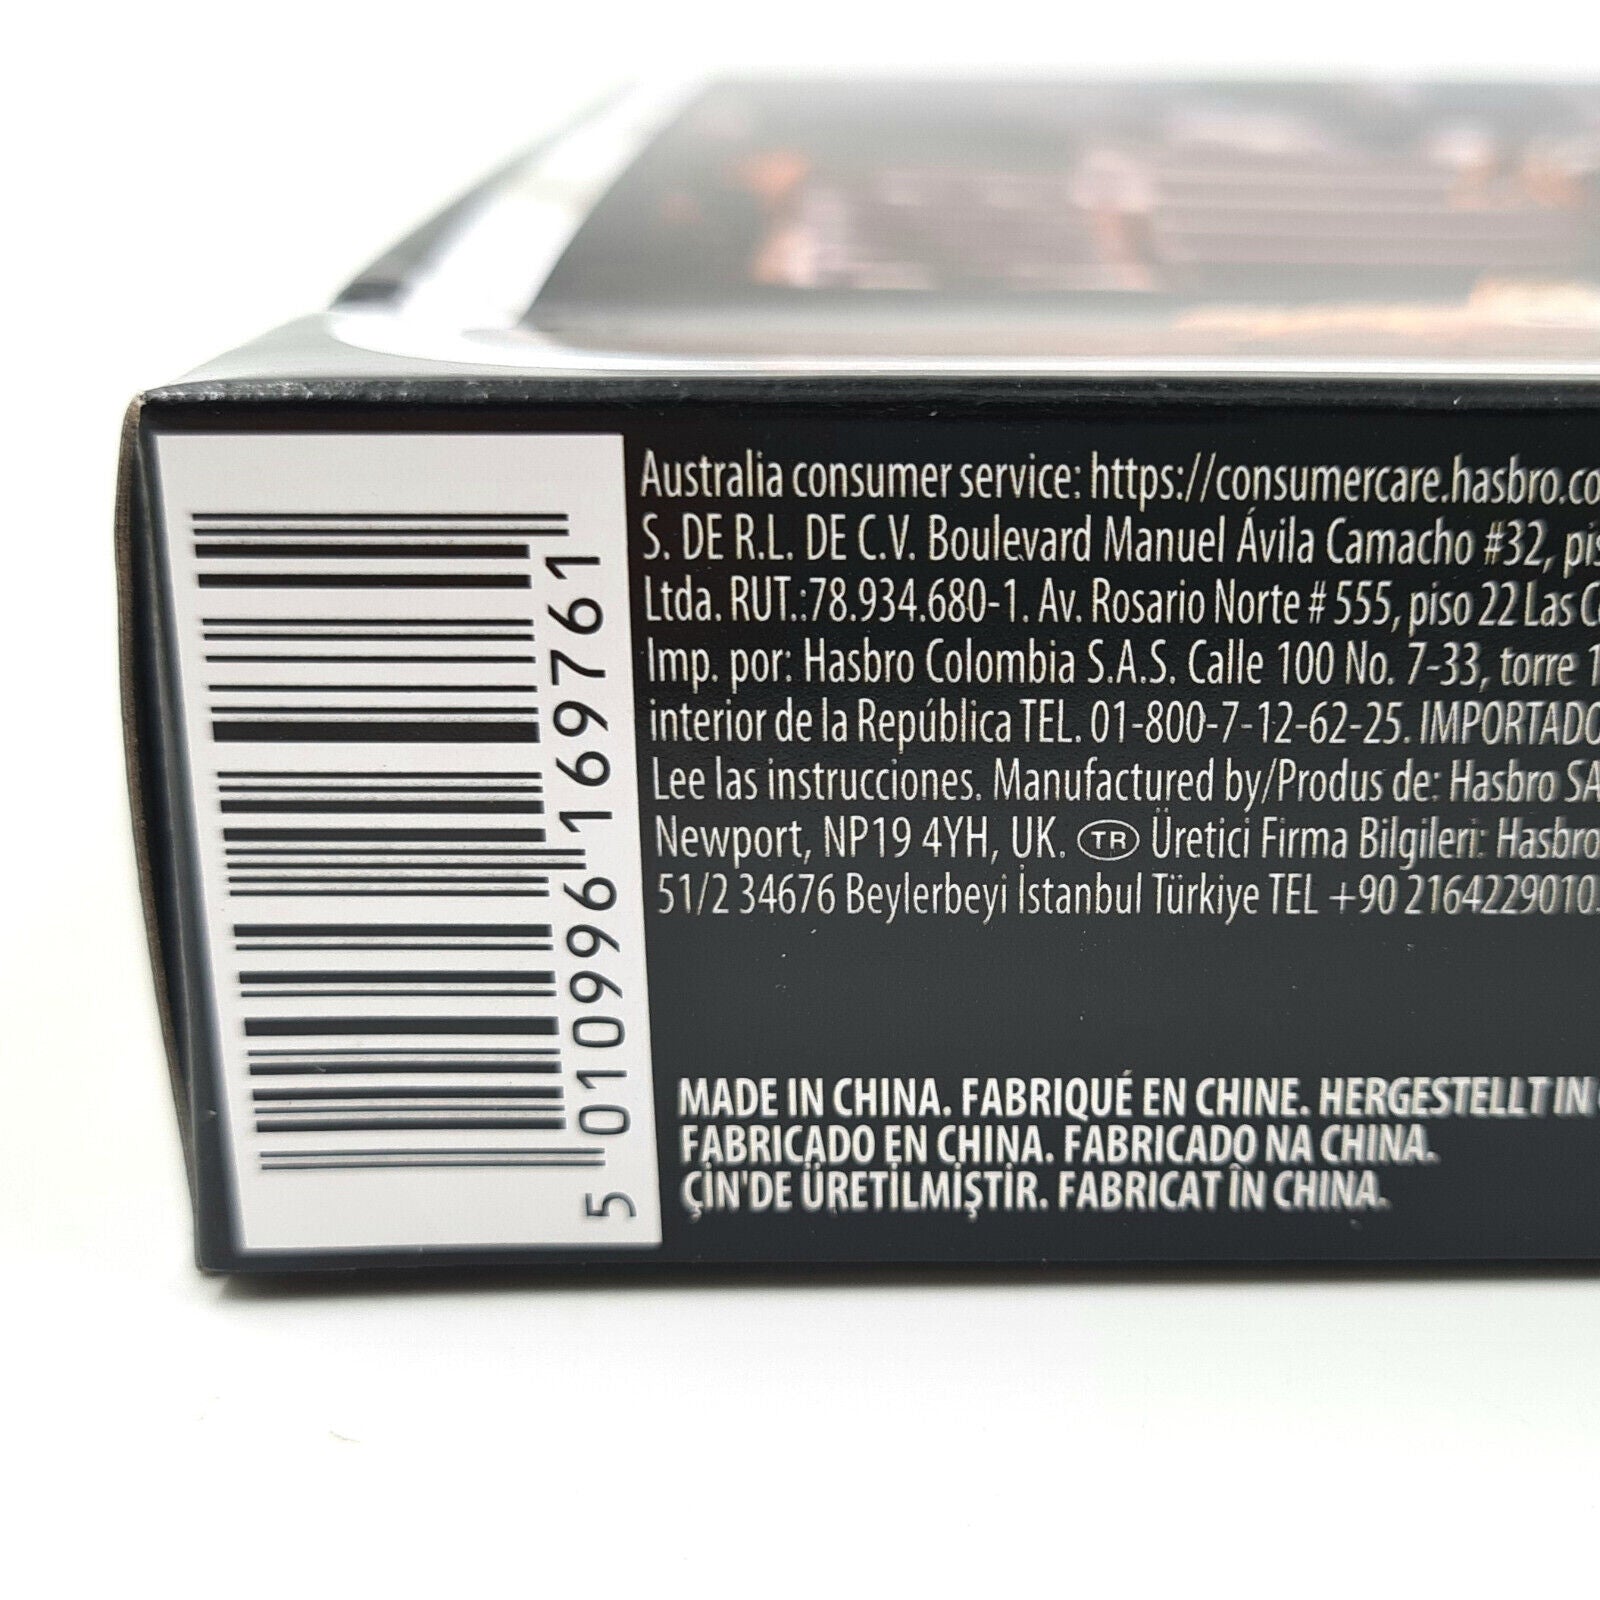 5 010996 169761
Australia consumer service: https://consumercare.hasbro.co
S. DE R.L. DE C.V. Boulevard Manuel Ávila Camacho #32, pis
Ltda. RUT.:78.934.680-1. Av. Rosario Norte # 555, piso 22 Las C
Imp. por: Hasbro Colombia S.A.S. Calle 100 No. 7-33, torre 1
interior de la República TEL. 01-800-7-12-62-25. IMPORTADO
Lee las instrucciones. Manufactured by/Produs de: Hasbro SA
Newport, NP19 4YH, UK. TR Üretici Firma Bilgileri: Hasbro
51/2 34676 Beylerbeyi İstanbul Türkiye TEL +90 2164229010
MADE IN CHINA. FABRIQUÉ EN CHINE. HERGESTELLT IN
FABRICADO EN CHINA. FABRICADO NA CHINA.
ÇİN'DE ÜRETİLMİŞTİR. FABRICAT ÎN CHINA.